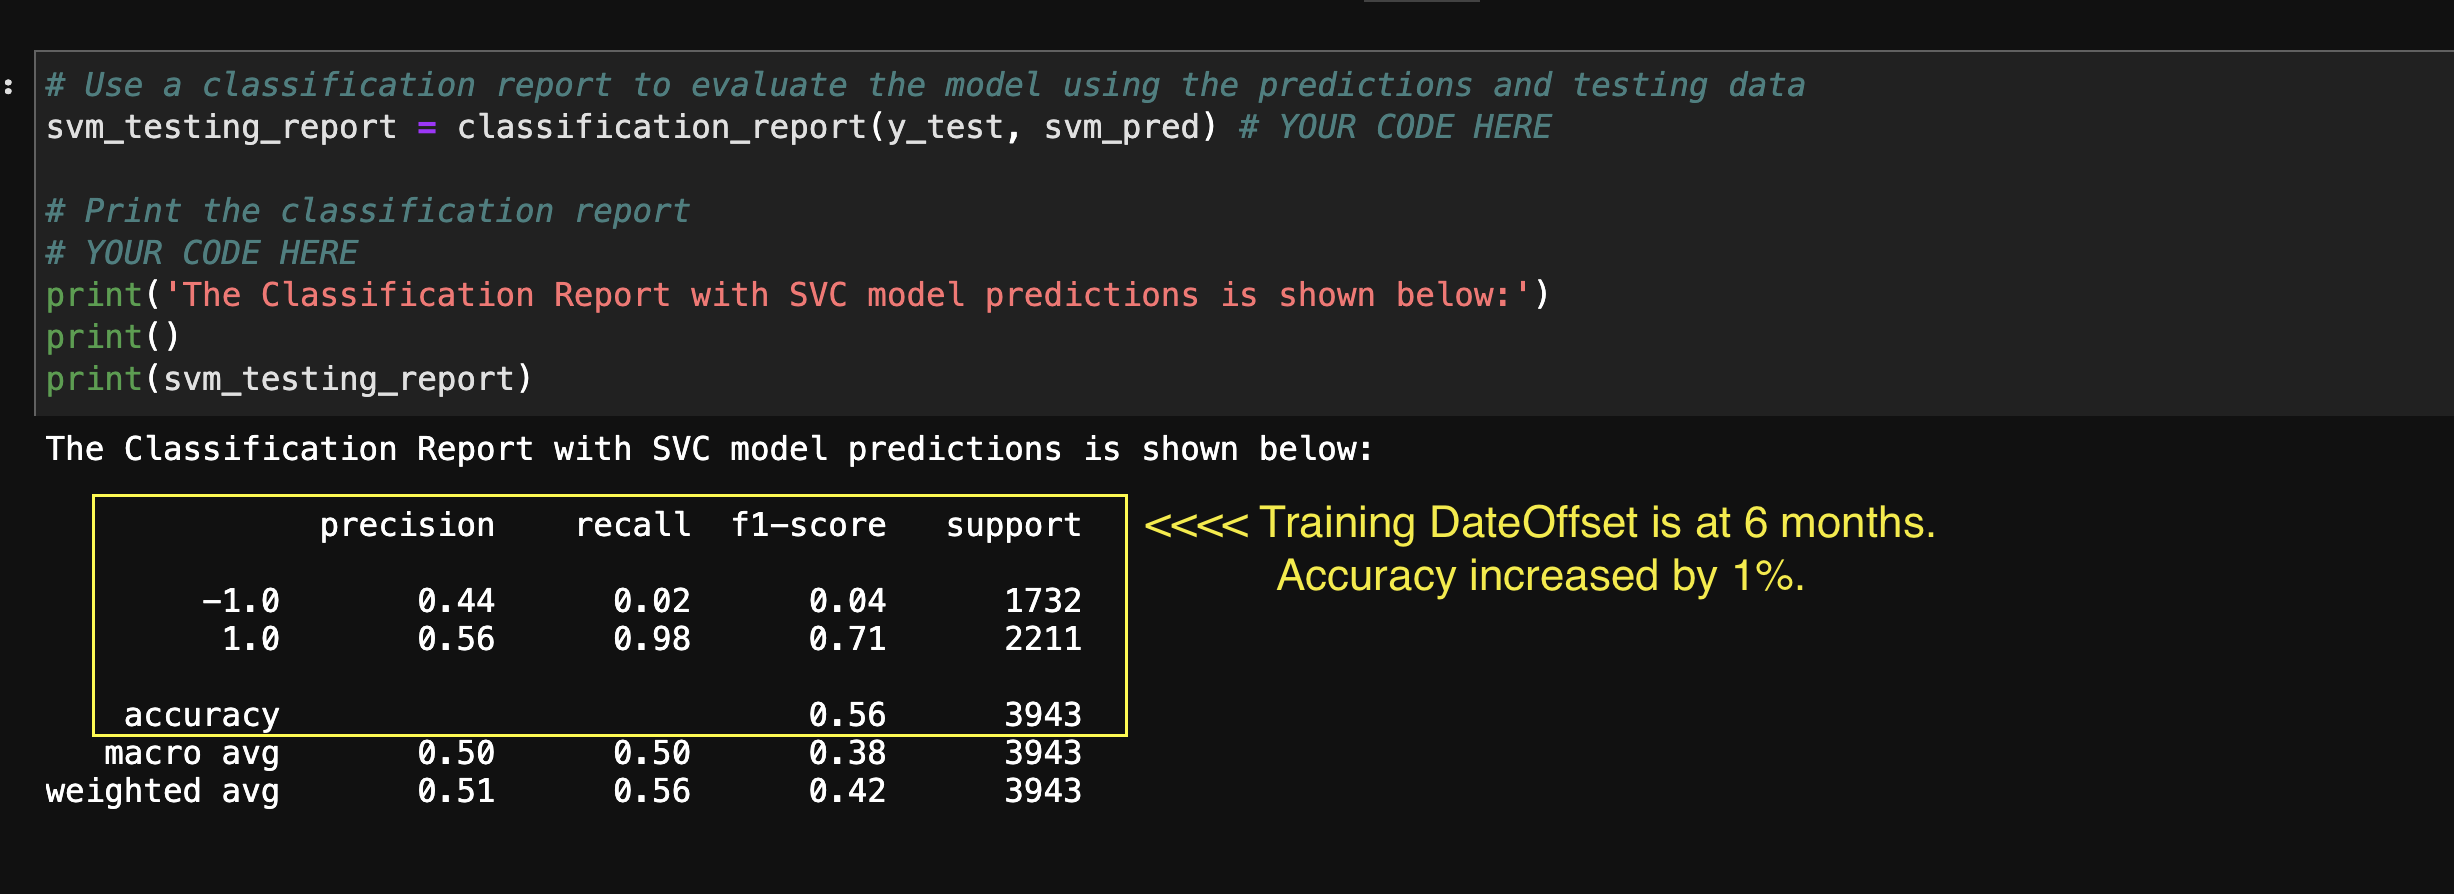 :
# Use a classification report to evaluate the model using the predictions and testing data
svm_testing_report = classification_report(y_test, svm_pred) # YOUR CODE HERE
# Print the classification report
# YOUR CODE HERE
print('The Classification Report with SVC model predictions is shown below:')
print()
print(svm_testing_report)
The Classification Report with SVC model predictions is shown below:
precision recall f1-score support <<<< Training DateOffset is at 6 months.
Accuracy increased by 1%.
-1.0 0.44 0.02 0.04 1732
1.0 0.56 0.98 0.71 2211
accuracy 0.56 3943
macro avg 0.50 0.50 0.38 3943
weighted avg 0.51 0.56 0.42 3943